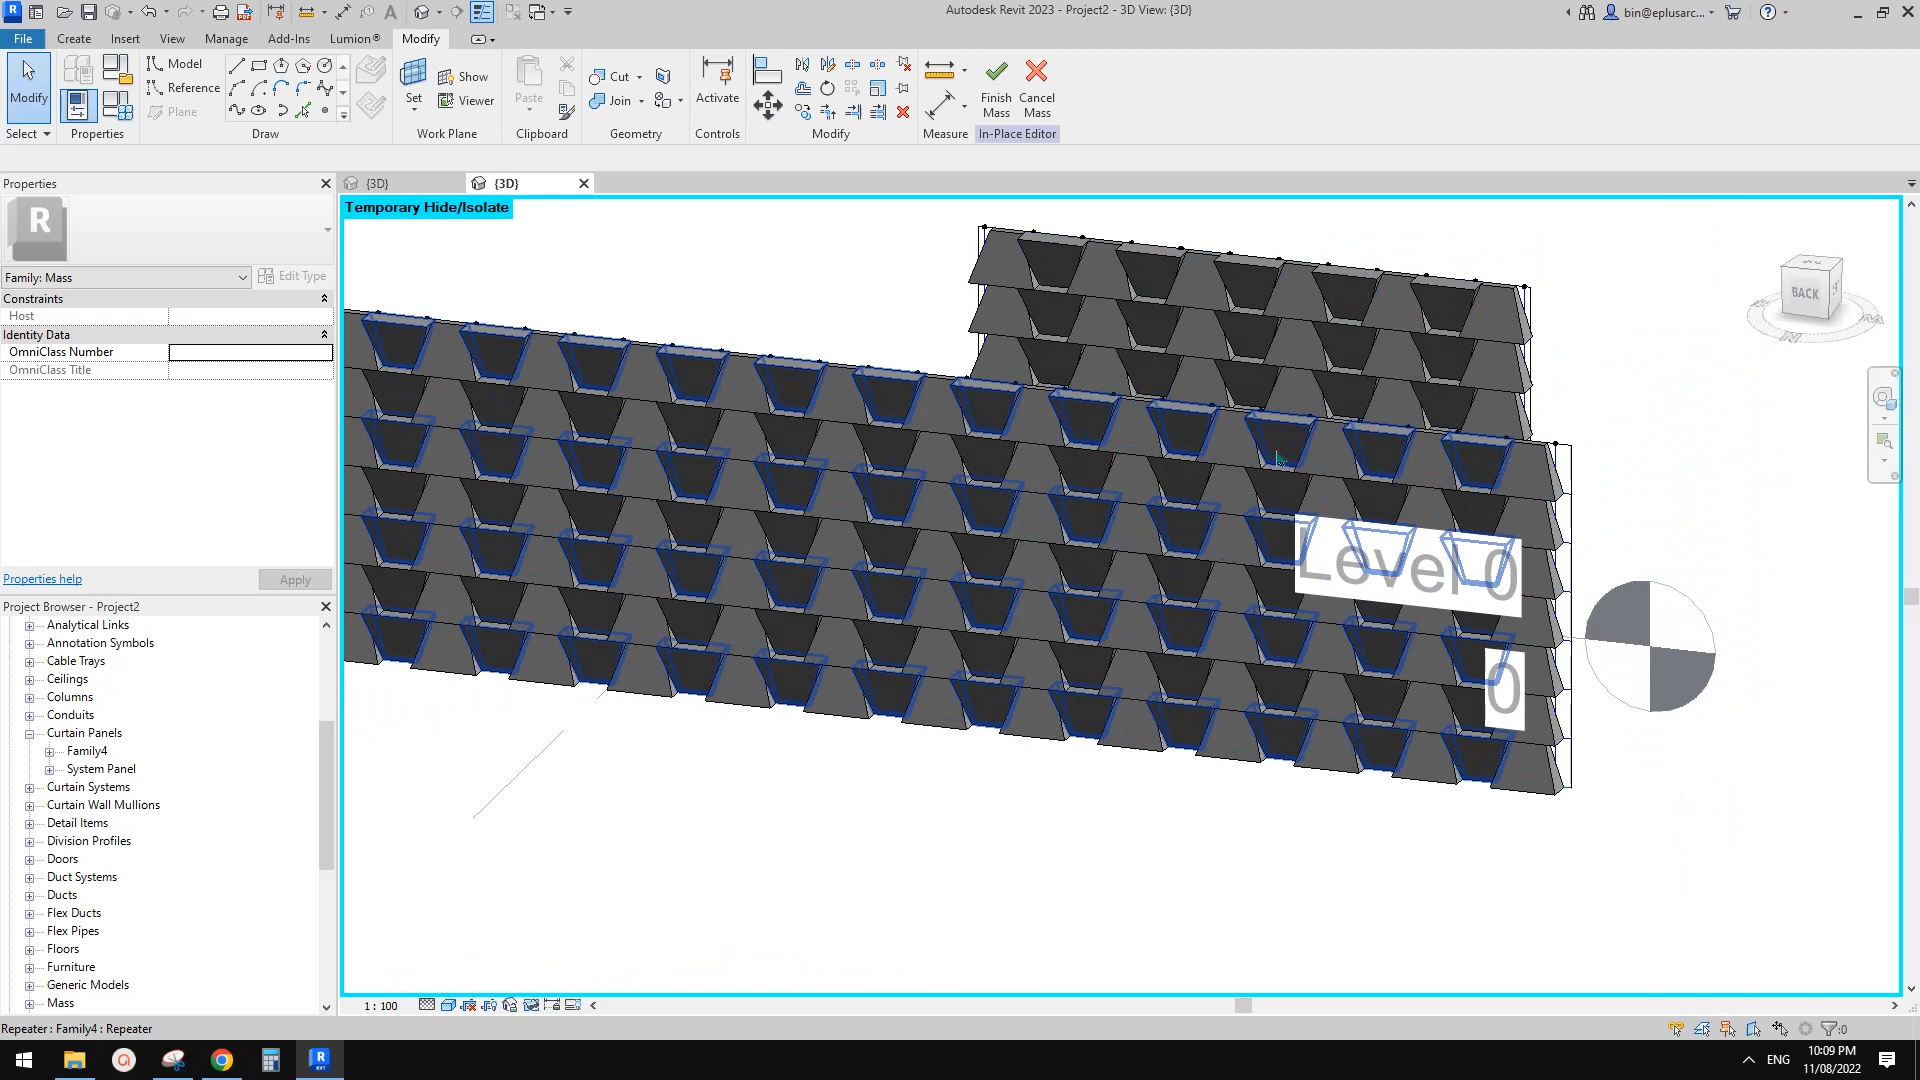 Autodesk Revit 2023 - Project2 - 3D View: {3D}
bin@eplusarc...
File Create Insert View Manage Add-Ins Lumion® Modify
Modify
Select
Properties
Model
Reference
Plane
Draw
Set
Show
Viewer
Work Plane
Paste
Clipboard
Cut
Join
Geometry
Activate
Controls
Modify
Measure
Finish Mass
Cancel Mass
In-Place Editor
Properties
{3D}
{3D}
Temporary Hide/Isolate
R
Family: Mass
Edit Type
Constraints
Host
Identity Data
OmniClass Number
OmniClass Title
Properties help
Apply
Project Browser - Project2
Analytical Links
Annotation Symbols
Cable Trays
Ceilings
Columns
Conduits
Curtain Panels
Family4
System Panel
Curtain Systems
Curtain Wall Mullions
Detail Items
Division Profiles
Doors
Duct Systems
Ducts
Flex Ducts
Flex Pipes
Floors
Furniture
Generic Models
Mass
BACK
Level 0
0
1 : 100
Repeater : Family4 : Repeater
:0
ENG
10:09 PM
11/08/2022